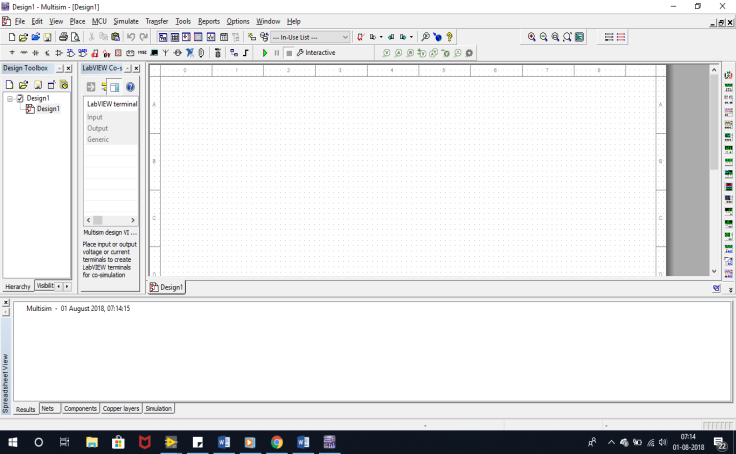 Design1 - Multisim - [Design1]
File Edit View Place MCU Simulate Transfer Tools Reports Options Window Help
--- In-Use List ---
Interactive
Design Toolbox
LabVIEW Co-s
Design1
Design1
LabVIEW terminal
Input
Output
Generic
Multisim design VI ...
Place input or output
voltage or current
terminals to create
LabVIEW terminals
for co-simulation
Hierarchy Visibilit
0 2 3 4 5 6 7 8
A A
B B
C C
D D
Design1
Multisim - 01 August 2018, 07:14:15
Spreadsheet View
Results Nets Components Copper layers Simulation
07:14
01-08-2018
22